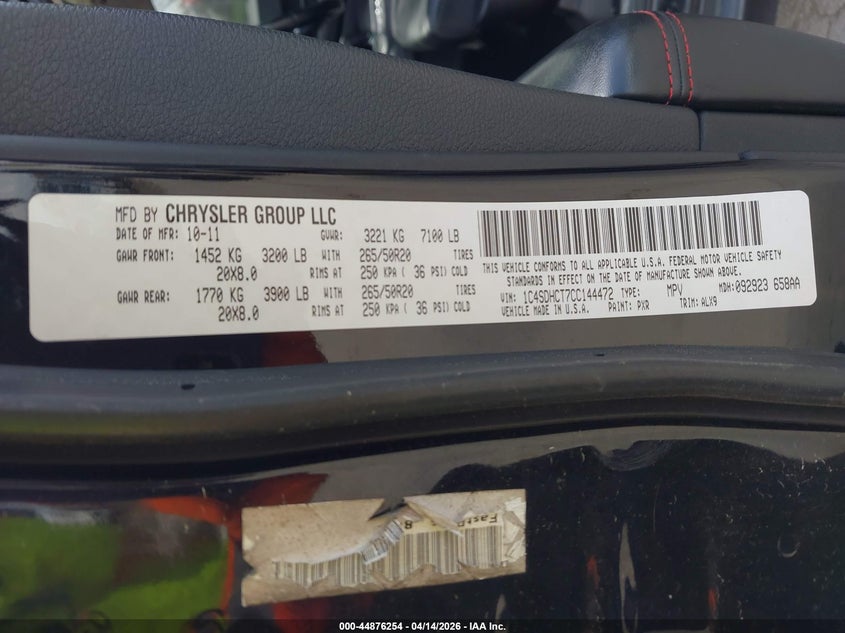 MFD BY CHRYSLER GROUP LLC
DATE OF MFR: 10-11 GVWR: 3221 KG 7100 LB
GAWR FRONT: 1452 KG 3200 LB WITH 265/50R20 TIRES
20X8.0 RIMS AT 250 KPA ( 36 PSI) COLD
GAWR REAR: 1770 KG 3900 LB WITH 265/50R20 TIRES
20X8.0 RIMS AT 250 KPA ( 36 PSI) COLD
THIS VEHICLE CONFORMS TO ALL APPLICABLE U.S.A. FEDERAL MOTOR VEHICLE SAFETY
STANDARDS IN EFFECT ON THE DATE OF MANUFACTURE SHOWN ABOVE.
VIN: 1C4SDHCT7CC144472 TYPE: MPV MDH: 092923 658AA
VEHICLE MADE IN U.S.A. PAINT: PXR TRIM: ALX9
000-44876254 | 04/14/2026 | IAA Inc.